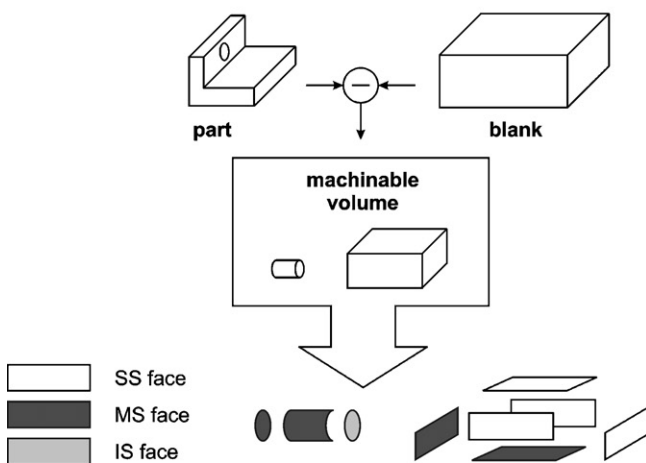 part
blank
machinable
volume
SS face
MS face
IS face